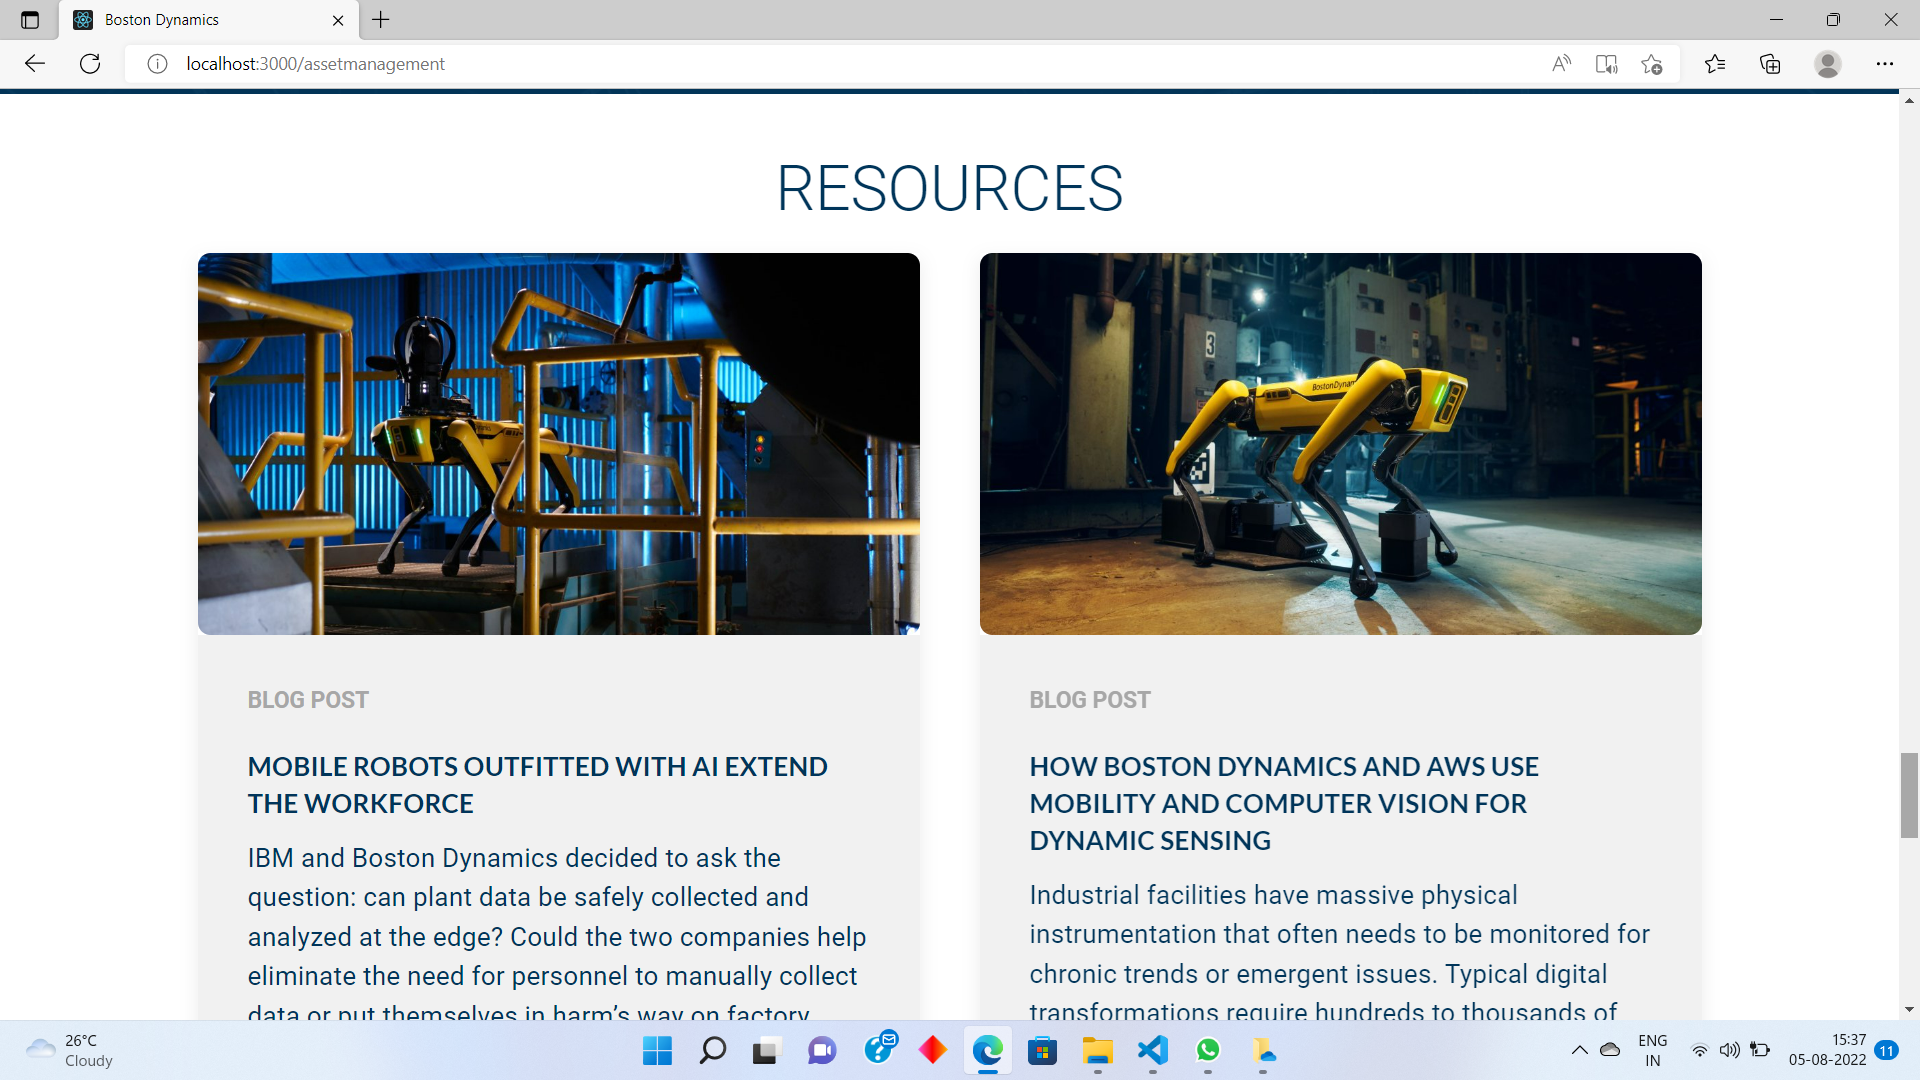 Boston Dynamics
localhost:3000/assetmanagement
RESOURCES
3
BostonDynam
BLOG POST
MOBILE ROBOTS OUTFITTED WITH AI EXTEND
THE WORKFORCE
IBM and Boston Dynamics decided to ask the
question: can plant data be safely collected and
analyzed at the edge? Could the two companies help
eliminate the need for personnel to manually collect
data or put themselves in harm’s way on factory
BLOG POST
HOW BOSTON DYNAMICS AND AWS USE
MOBILITY AND COMPUTER VISION FOR
DYNAMIC SENSING
Industrial facilities have massive physical
instrumentation that often needs to be monitored for
chronic trends or emergent issues. Typical digital
transformations require hundreds to thousands of
26°C
Cloudy
ENG
IN
15:37
05-08-2022
11